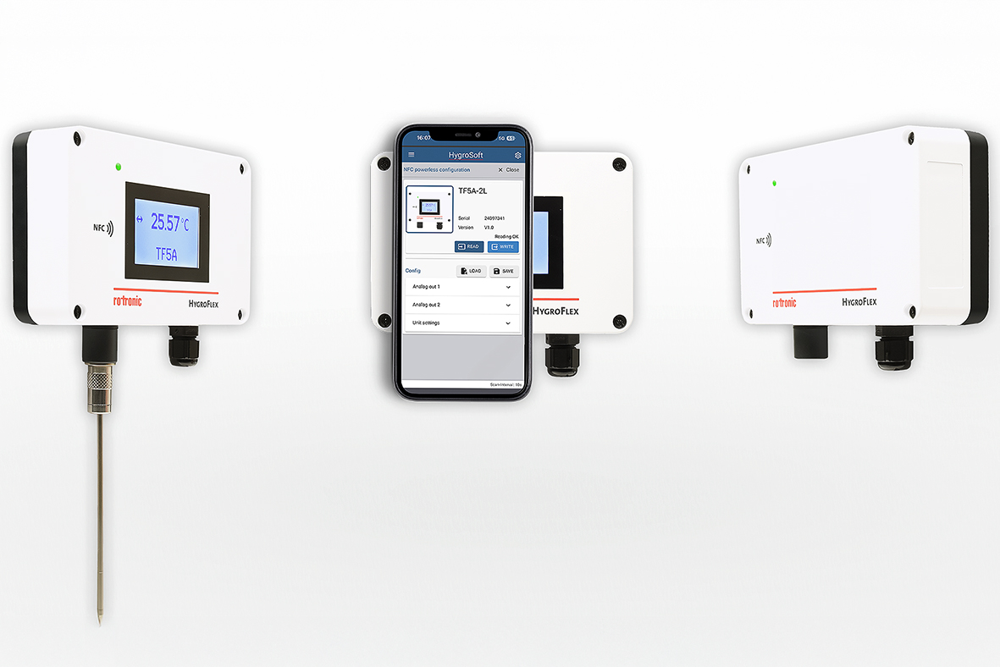 NFC
25.57 °C
TF5A
rotronic
HYGROFLEX
16:07
5G
HygroSoft
NFC powerless configuration
Close
TF5A-2L
Serial 24097341
Version V1.0
Reading OK
READ
WRITE
Config
LOAD
SAVE
Analog out 1
Analog out 2
Unit settings
Scan-Interval: 10s
HYGROFLEX
NFC
rotronic
HYGROFLEX